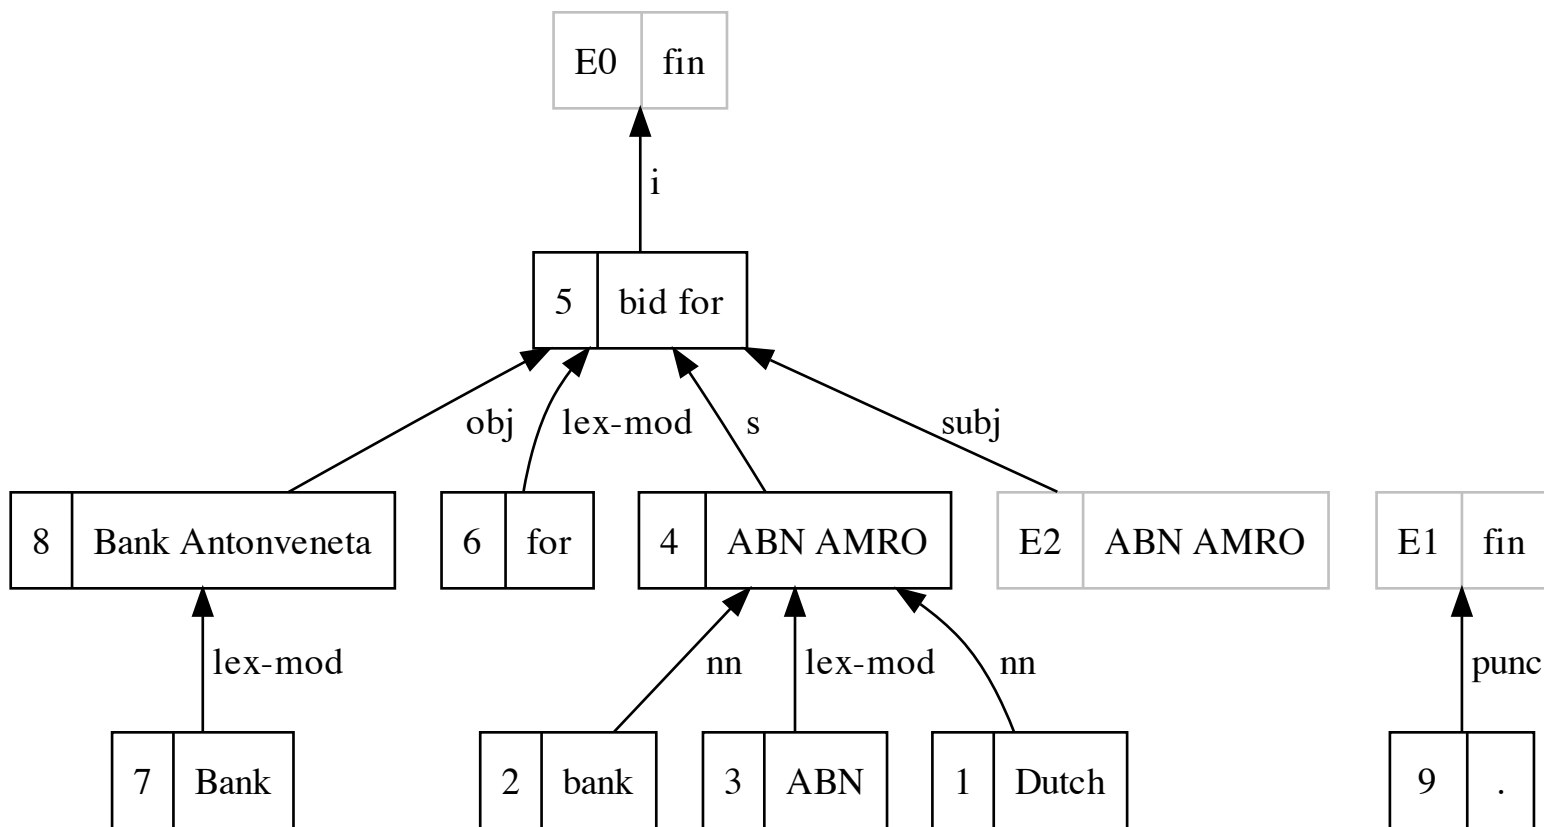 E0 fin
i
5 bid for
obj lex-mod s subj
8 Bank Antonveneta 6 for 4 ABN AMRO E2 ABN AMRO E1 fin
lex-mod nn lex-mod nn punc
7 Bank 2 bank 3 ABN 1 Dutch 9 .